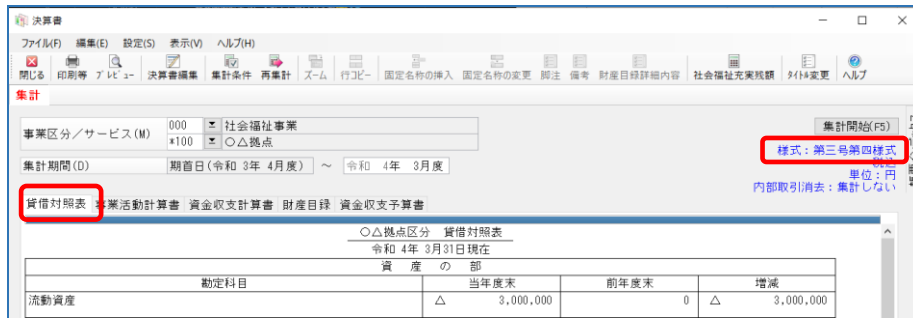 決算書
ファイル(F) 編集(E) 設定(S) 表示(V) ヘルプ(H)
閉じる 印刷等 プレビュー 決算書編集 集計条件 再集計 ズーム 行コピー 固定名称の挿入 固定名称の変更 脚注 備考 財産目録詳細内容 社会福祉充実残額 タイトル変更 ヘルプ
集計
事業区分/サービス(M) 000 社会福祉事業
*100 〇△拠点
集計開始(F5)
様式:第三号第四様式
集計期間(D) 期首日(令和 3年 4月度) ~ 令和 4年 3月度
単位:円
内部取引消去:集計しない
貸借対照表 事業活動計算書 資金収支計算書 財産目録 資金収支予算書
〇△拠点区分 貸借対照表
令和 4年 3月31日現在
資 産 の 部
勘定科目 当年度末 前年度末 増減
流動資産 △ 3,000,000 0 △ 3,000,000